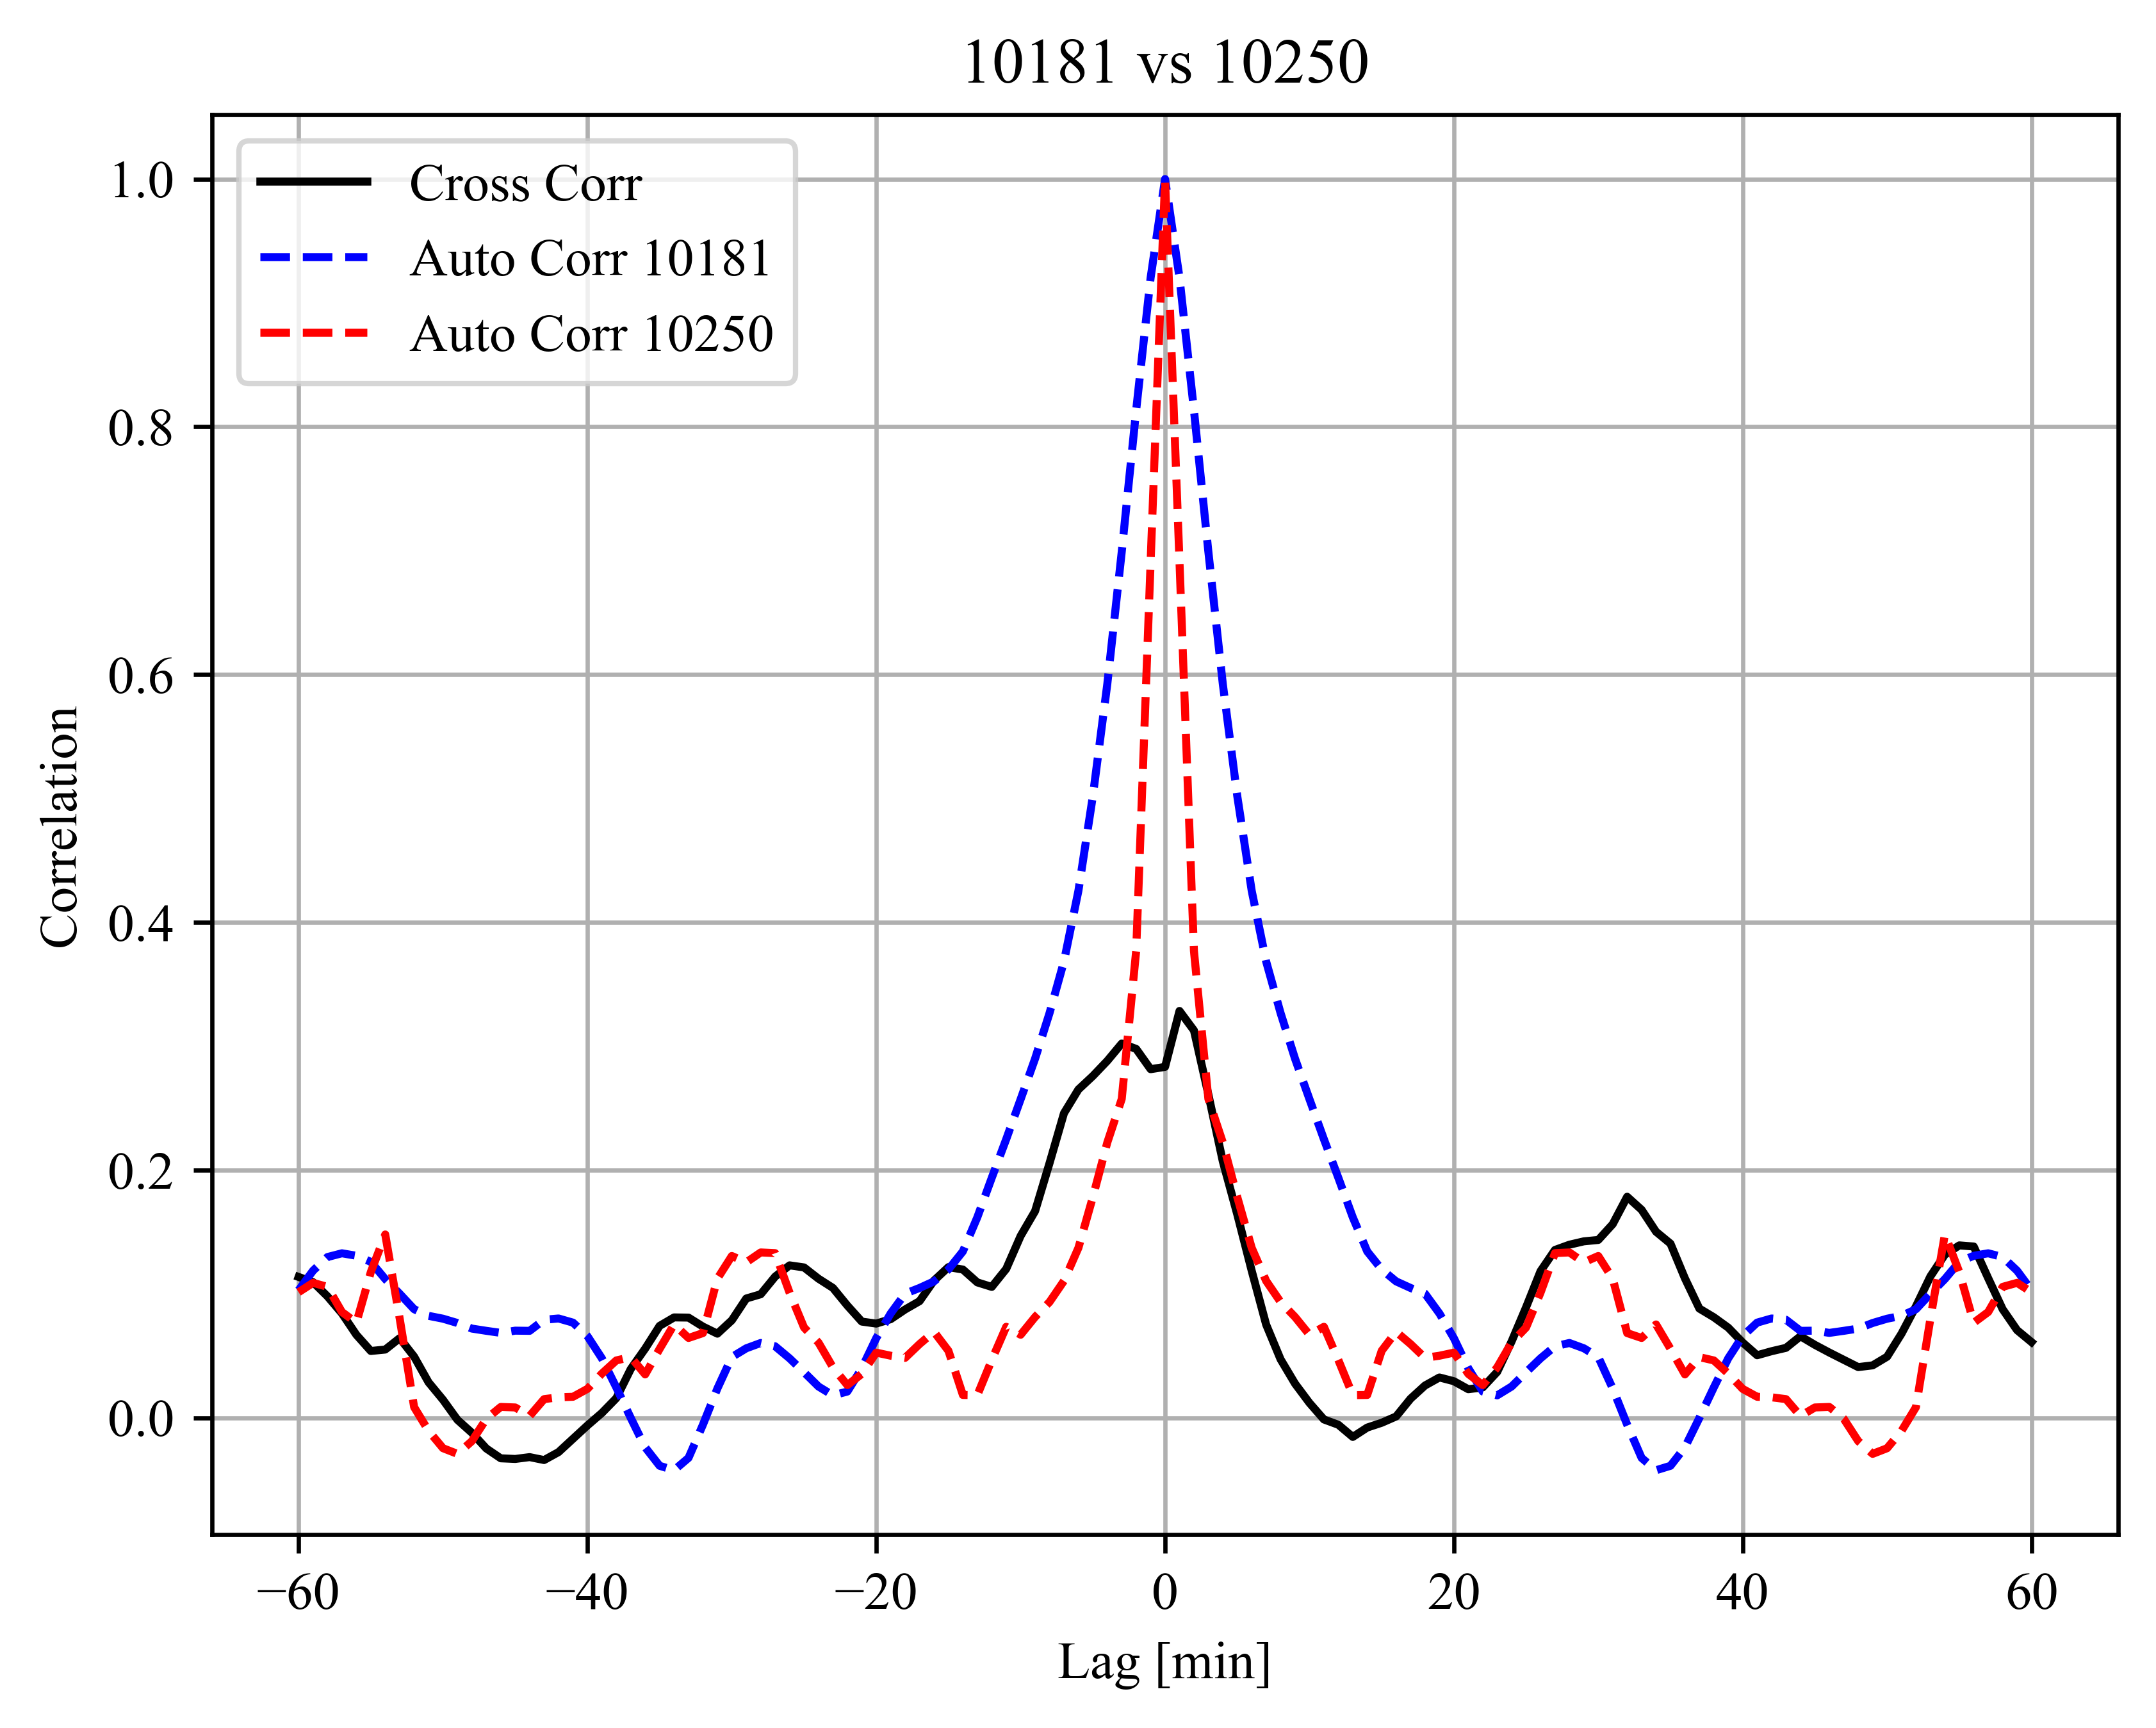 10181 vs 10250
Cross Corr
Auto Corr 10181
Auto Corr 10250
1.0
0.8
0.6
0.4
0.2
0.0
Correlation
−60 −40 −20 0 20 40 60
Lag [min]